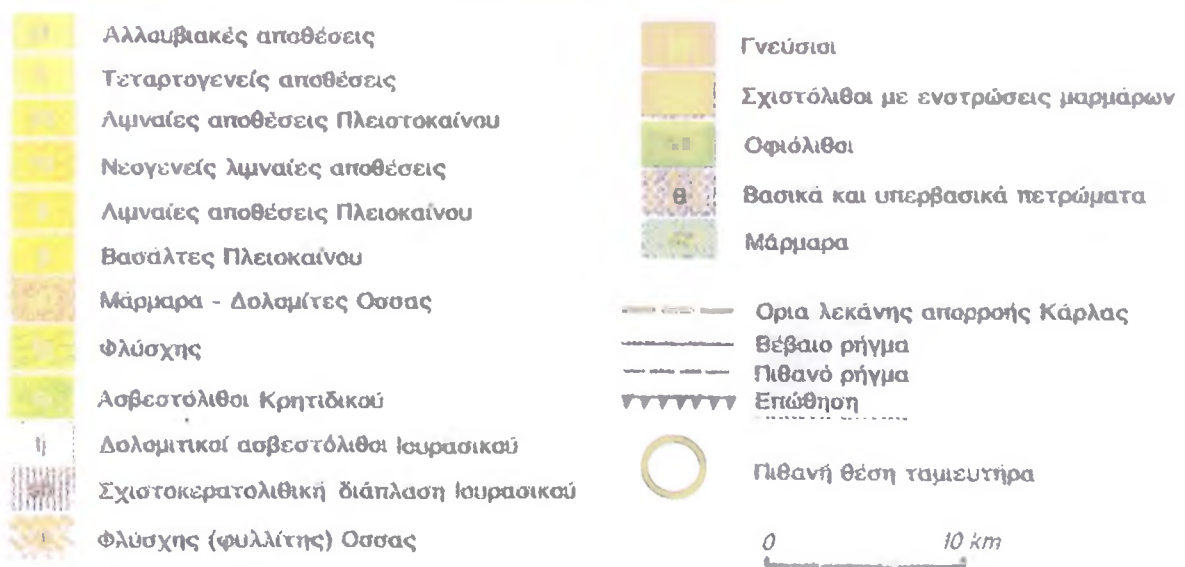 Αλλουβιακές αποθέσεις
Τεταρτογενείς αποθέσεις
Λιμναίες αποθέσεις Πλειστοκαίνου
Νεογενείς λιμναίες αποθέσεις
Λιμναίες αποθέσεις Πλειοκαίνου
Βασάλτες Πλειοκαίνου
Μάρμαρα - Δολομίτες Οσσας
Φλύσχης
Ασβεστόλιθοι Κρητιδικού
Δολομιτικοί ασβεστόλιθοι Ιουρασικού
Σχιστοκερατολιθική διάπλαση Ιουρασικού
Φλύσχης (φυλλίτης) Οσσας
Γνεύσιοι
Σχιστόλιθοι με ενστρώσεις μαρμάρων
Οφιόλιθοι
θ Βασικά και υπερβασικά πετρώματα
Μάρμαρα
Ορια λεκάνης απορροής Κάρλας
Βέβαιο ρήγμα
Πιθανό ρήγμα
Επώθηση
Πιθανή θέση ταμιευτήρα
0 10 km